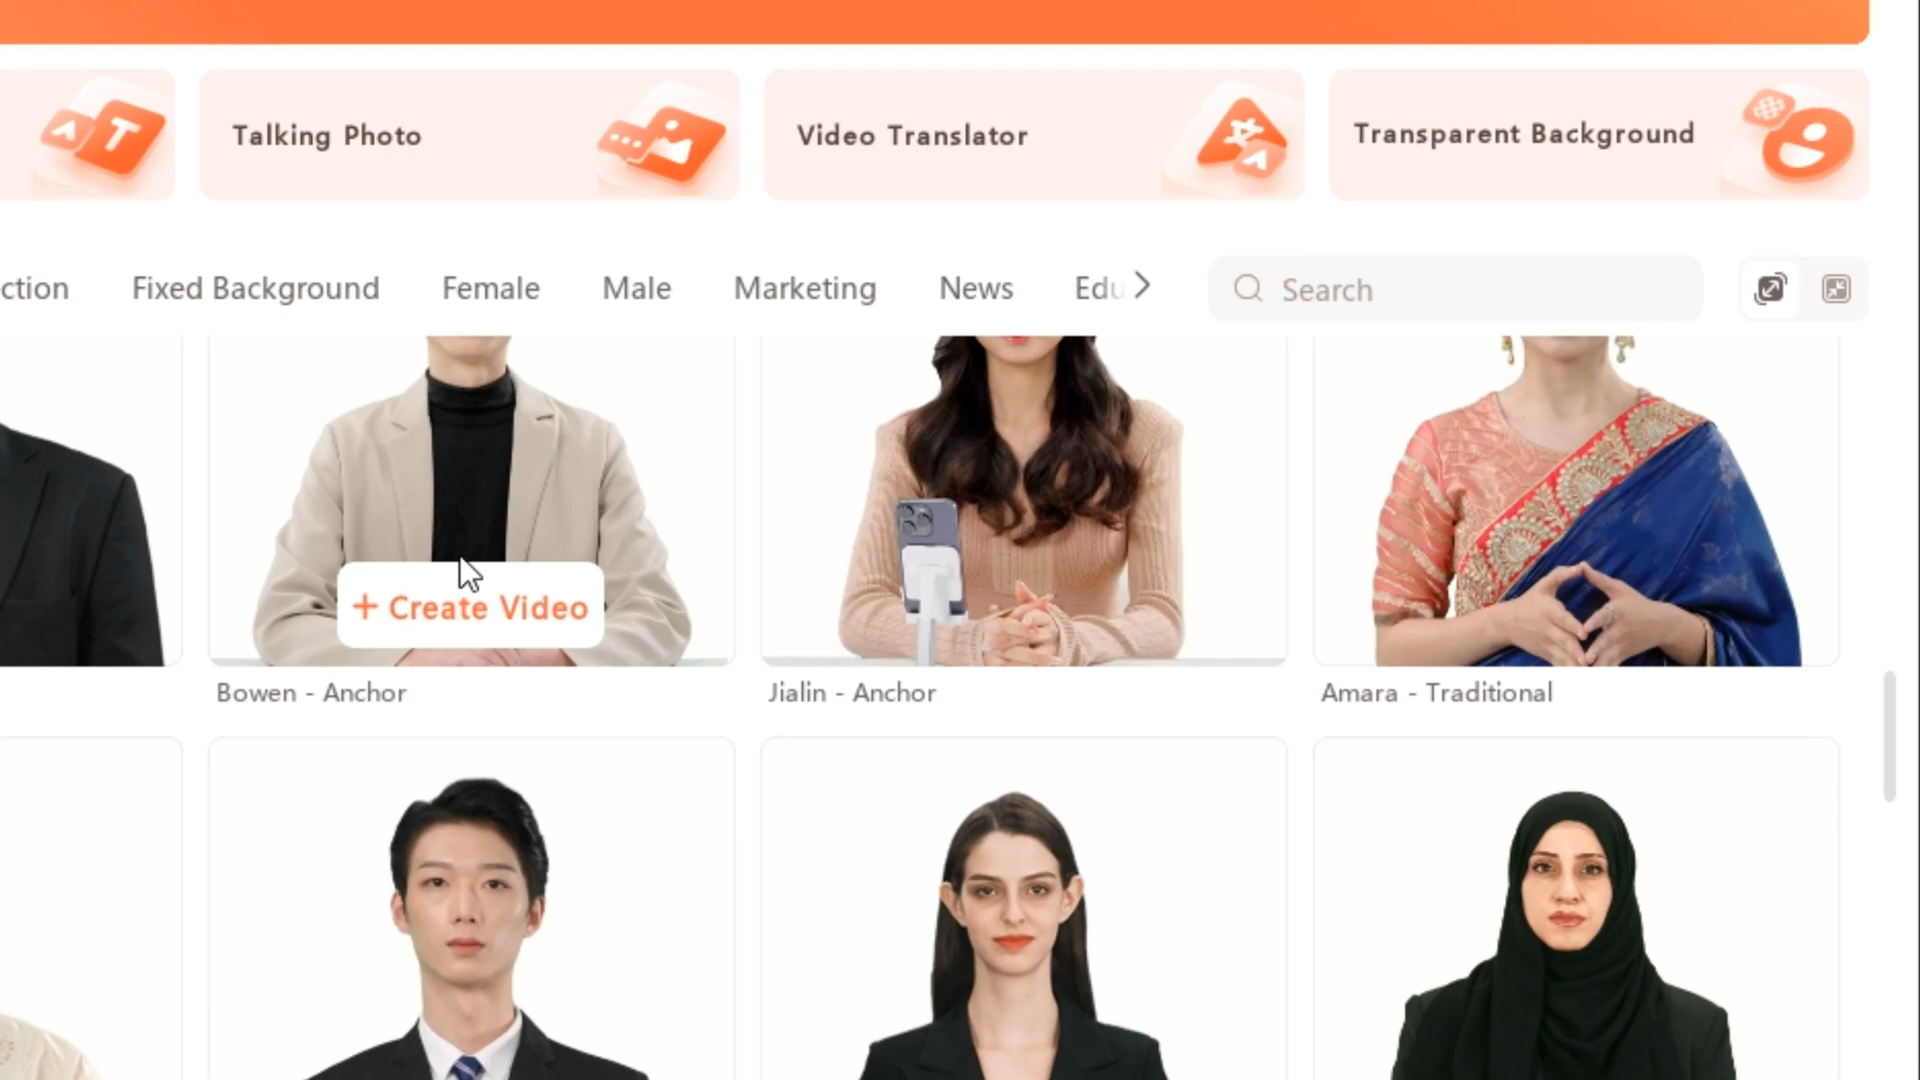 Talking Photo
Video Translator
Transparent Background
ction
Fixed Background
Female
Male
Marketing
News
Edu
Search
+ Create Video
Bowen - Anchor
Jialin - Anchor
Amara - Traditional